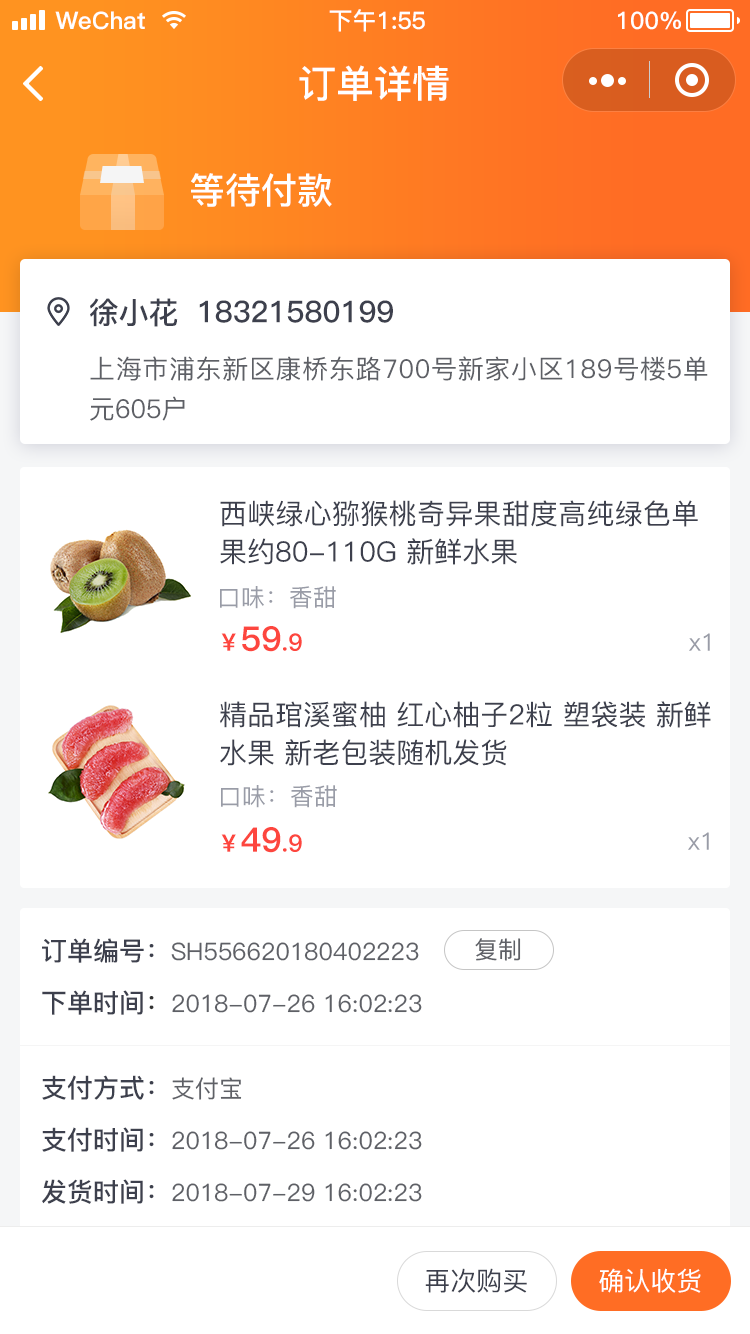 WeChat 下午1:55 100%
订单详情
等待付款
徐小花 18321580199
上海市浦东新区康桥东路700号新家小区189号楼5单
元605户
西峡绿心猕猴桃奇异果甜度高纯绿色单
果约80-110G 新鲜水果
口味：香甜
¥59.9 x1
精品琯溪蜜柚 红心柚子2粒 塑袋装 新鲜
水果 新老包装随机发货
口味：香甜
¥49.9 x1
订单编号：SH556620180402223 复制
下单时间：2018-07-26 16:02:23
支付方式：支付宝
支付时间：2018-07-26 16:02:23
发货时间：2018-07-29 16:02:23
再次购买 确认收货